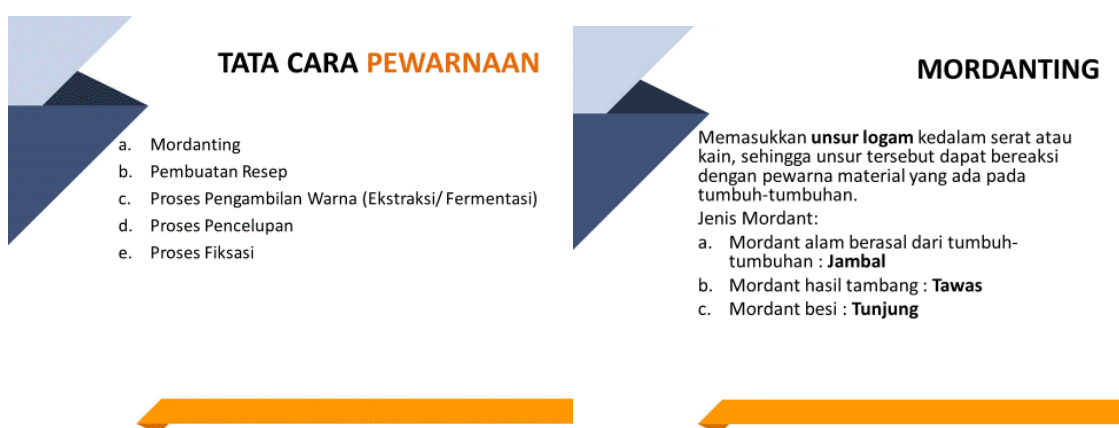 TATA CARA PEWARNAAN
a. Mordanting
b. Pembuatan Resep
c. Proses Pengambilan Warna (Ekstraksi/ Fermentasi)
d. Proses Pencelupan
e. Proses Fiksasi
MORDANTING
Memasukkan unsur logam kedalam serat atau
kain, sehingga unsur tersebut dapat bereaksi
dengan pewarna material yang ada pada
tumbuh-tumbuhan.
Jenis Mordant:
a. Mordant alam berasal dari tumbuh-
tumbuhan : Jambal
b. Mordant hasil tambang : Tawas
c. Mordant besi : Tunjung